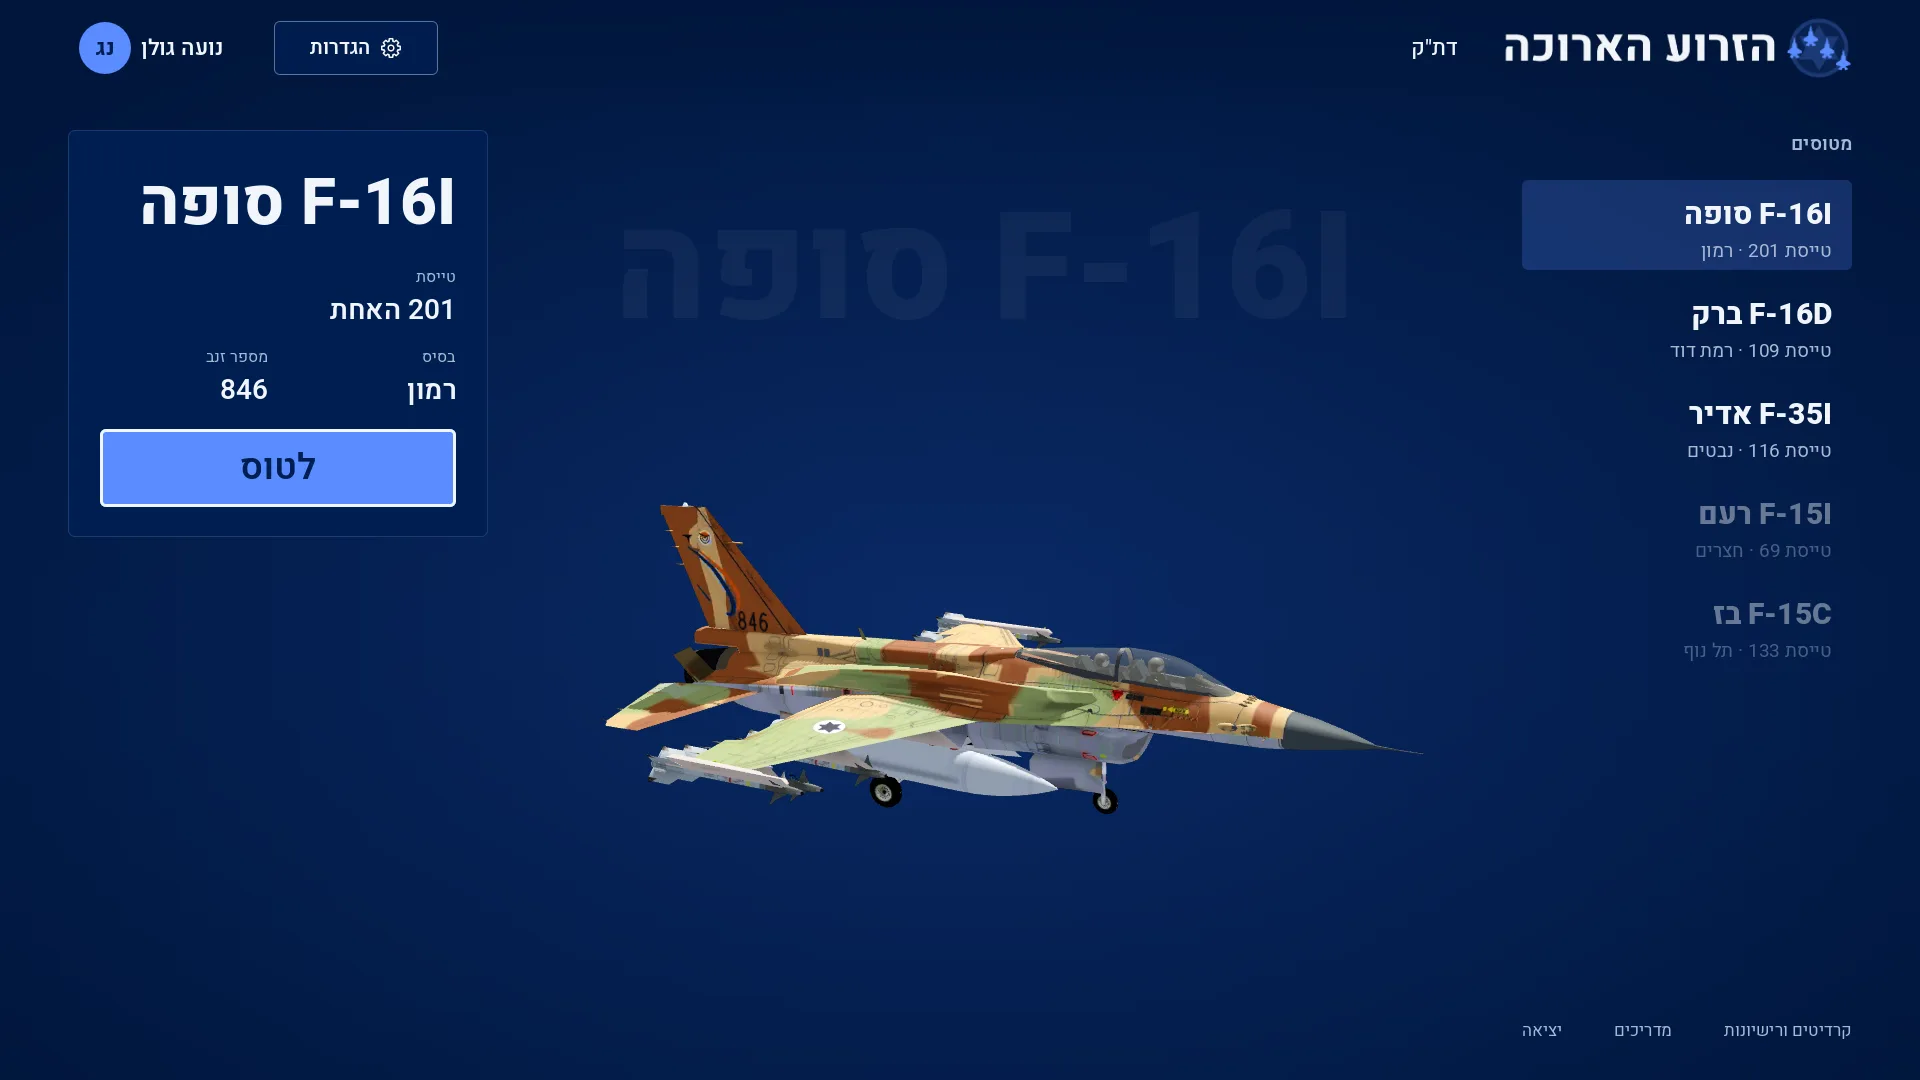 הזרוע הארוכה
דת"ק
הגדרות
נועה גולן
נג
מטוסים
F-16I סופה
טייסת 201 · רמון
F-16D ברק
טייסת 109 · רמת דוד
F-35I אדיר
טייסת 116 · נבטים
F-15I רעם
טייסת 69 · חצרים
F-15C בז
טייסת 133 · תל נוף
F-16I סופה
846
F-16I סופה
טייסת
201 האחת
בסיס
רמון
מספר זנב
846
לטוס
קרדיטים ורישיונות
מדריכים
יציאה